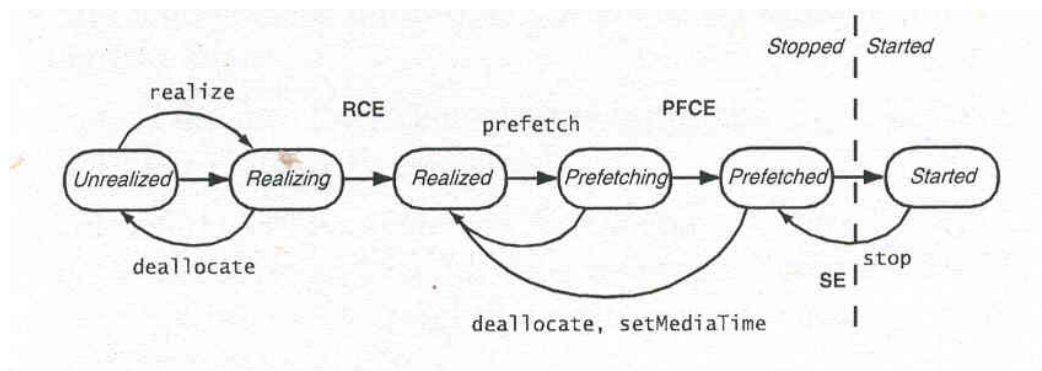 Stopped Started
realize
RCE
prefetch
PFCE
Unrealized Realizing Realized Prefetching Prefetched Started
deallocate
SE
stop
deallocate, setMediaTime